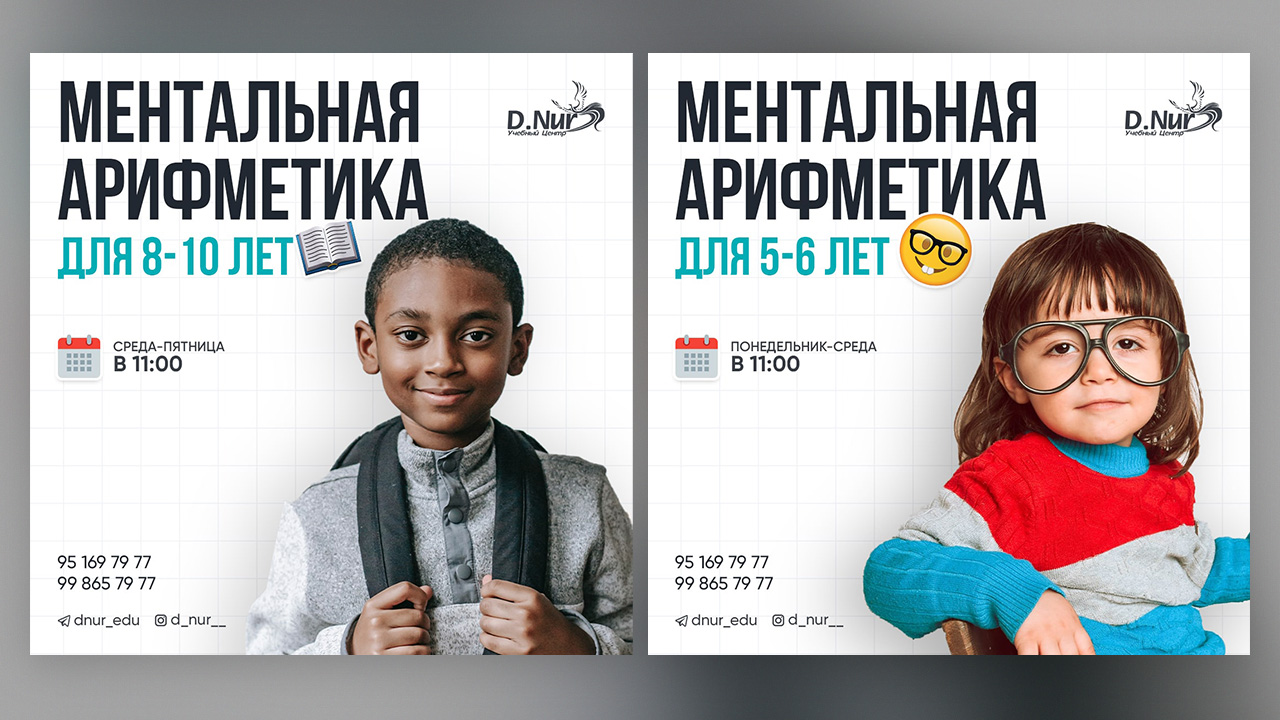 МЕНТАЛЬНАЯ
АРИФМЕТИКА
ДЛЯ 8-10 ЛЕТ
D.Nur
Учебный Центр
СРЕДА-ПЯТНИЦА
В 11:00
95 169 79 77
99 865 79 77
dnur_edu d_nur__
МЕНТАЛЬНАЯ
АРИФМЕТИКА
ДЛЯ 5-6 ЛЕТ
D.Nur
Учебный Центр
ПОНЕДЕЛЬНИК-СРЕДА
В 11:00
95 169 79 77
99 865 79 77
dnur_edu d_nur__